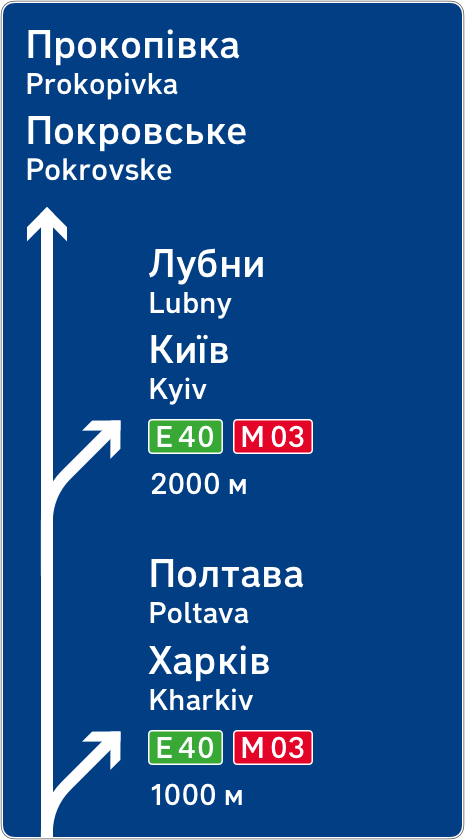 Прокопівка
Prokopivka
Покровське
Pokrovske
Лубни
Lubny
Київ
Kyiv
E 40 M 03
2000 м
Полтава
Poltava
Харків
Kharkiv
E 40 M 03
1000 м